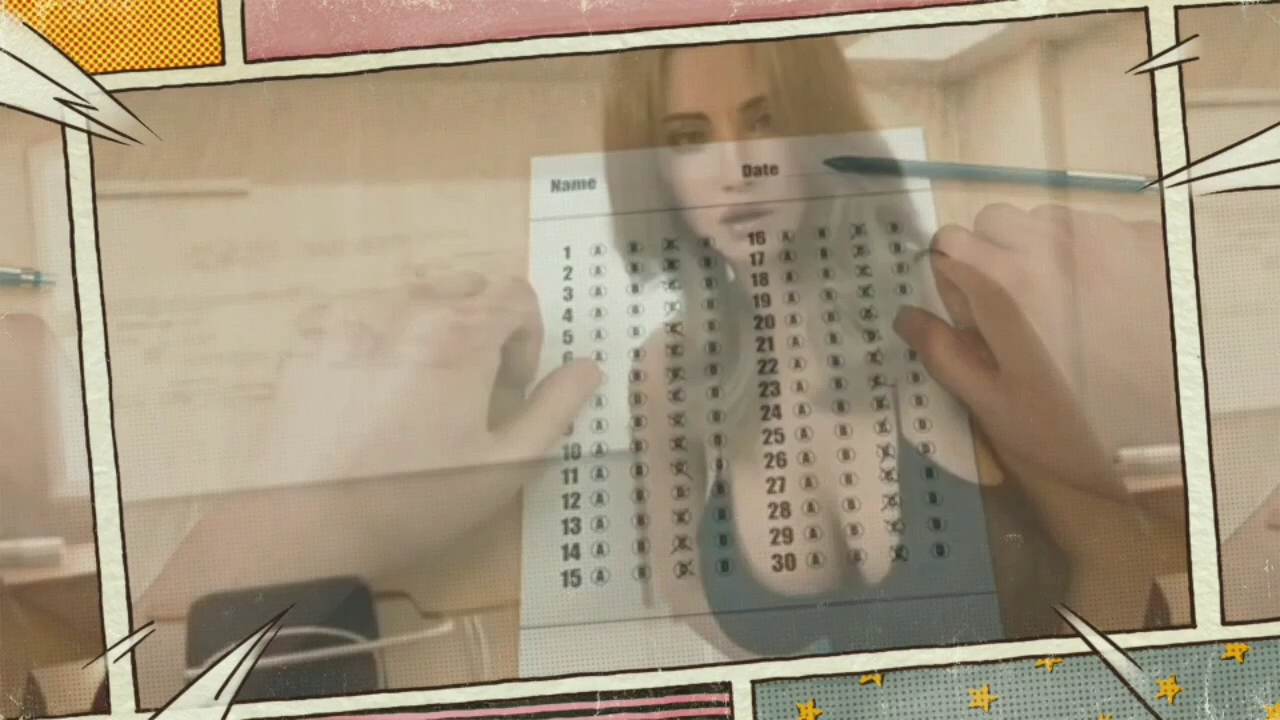 Name Date
1 A B D
2 A B D
3 A B D
4 A B D
5 A B D
6 A B D
B D
A B D
A B D
10 A B D
11 A B D
12 A B D
13 A B D
14 A B D
15 A B D
16 A B D
17 A B
18 A B D
19 A B D
20 A B
21 A B
22 A B D
23 A B D
24 A B D
25 A B D
26 A B D
27 A B D
28 A B D
29 A B D
30 A B D